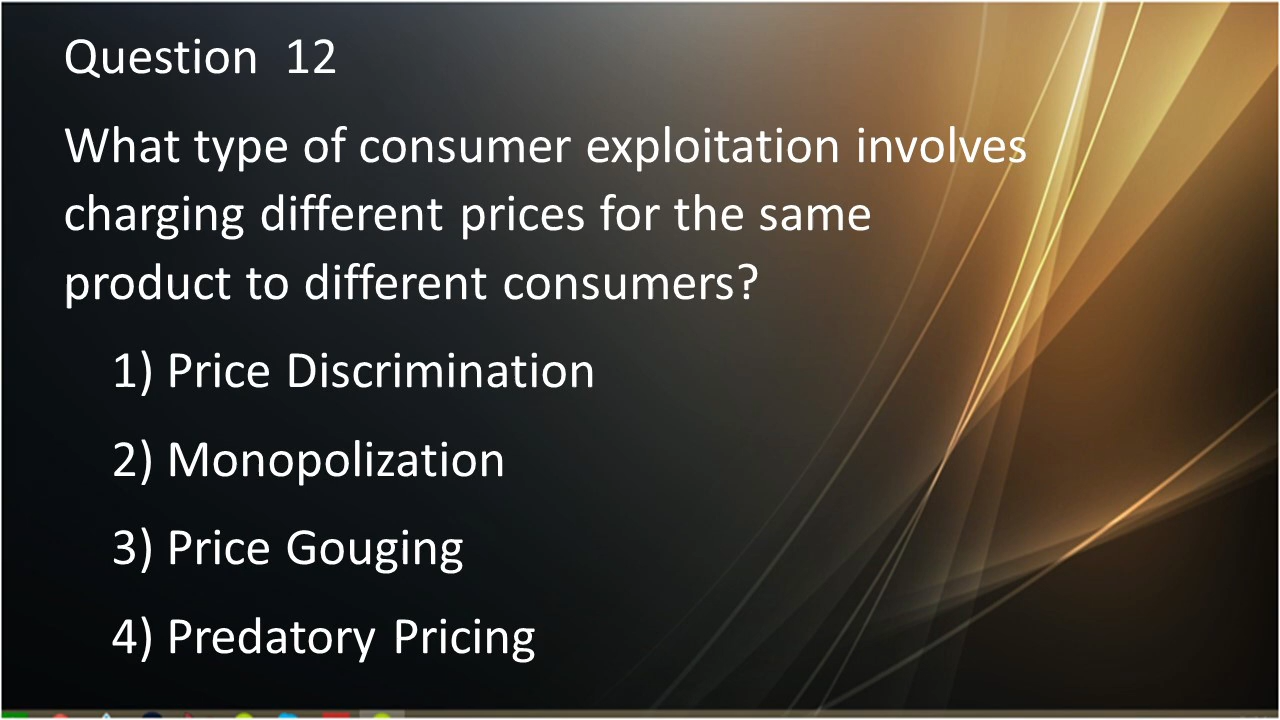 Question  12
What type of consumer exploitation involves
charging different prices for the same
product to different consumers?
1) Price Discrimination
2) Monopolization
3) Price Gouging
4) Predatory Pricing